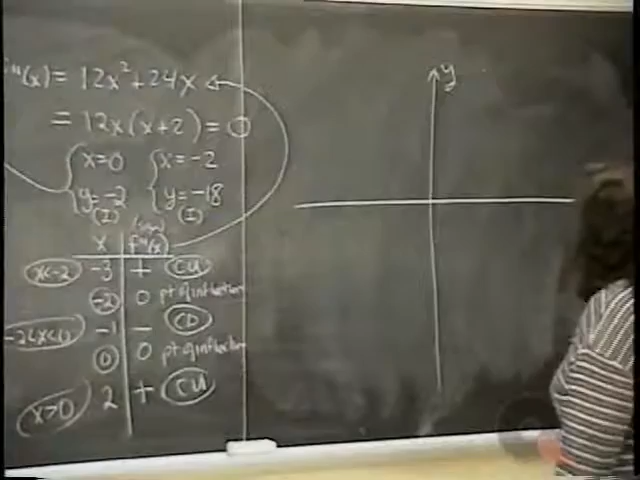 "(x) = 12x² + 24x
= 12x(x+2) = 0
x=0 x=-2
y=-2 y=-18
(I) (I)
x f"(x)
x<-2 -3 + CU
-2 0 pt of inflection
-2<x<0 -1 - CD
0 0 pt of inflection
x>0 2 + CU
y